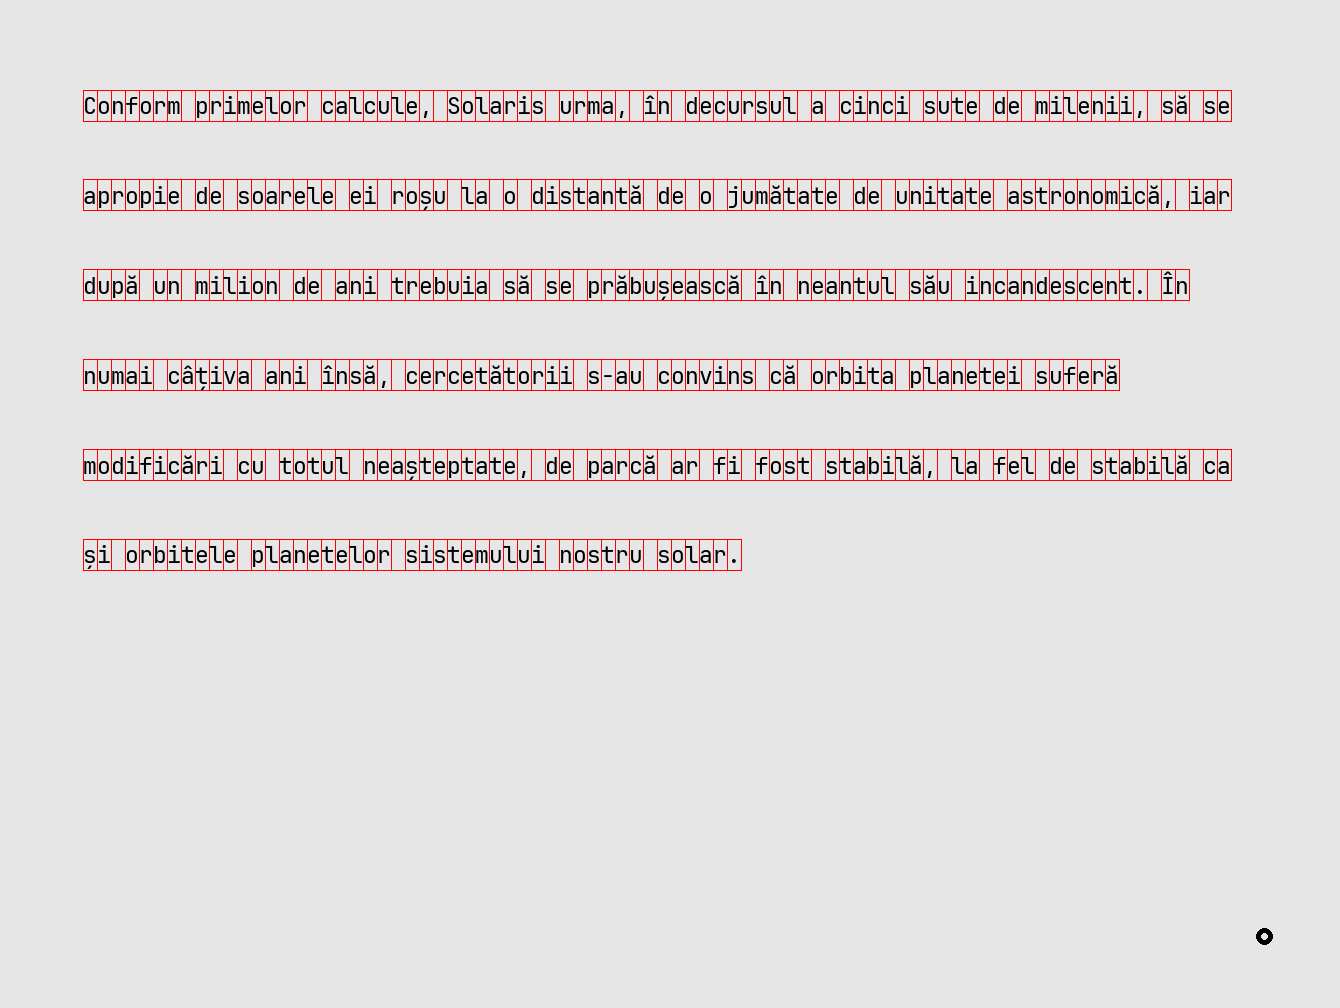 Conform primelor calcule, Solaris urma, în decursul a cinci sute de milenii, să se
apropie de soarele ei roșu la o distantă de o jumătate de unitate astronomică, iar
după un milion de ani trebuia să se prăbușească în neantul său incandescent. În
numai câțiva ani însă, cercetătorii s-au convins că orbita planetei suferă
modificări cu totul neașteptate, de parcă ar fi fost stabilă, la fel de stabilă ca
și orbitele planetelor sistemului nostru solar.